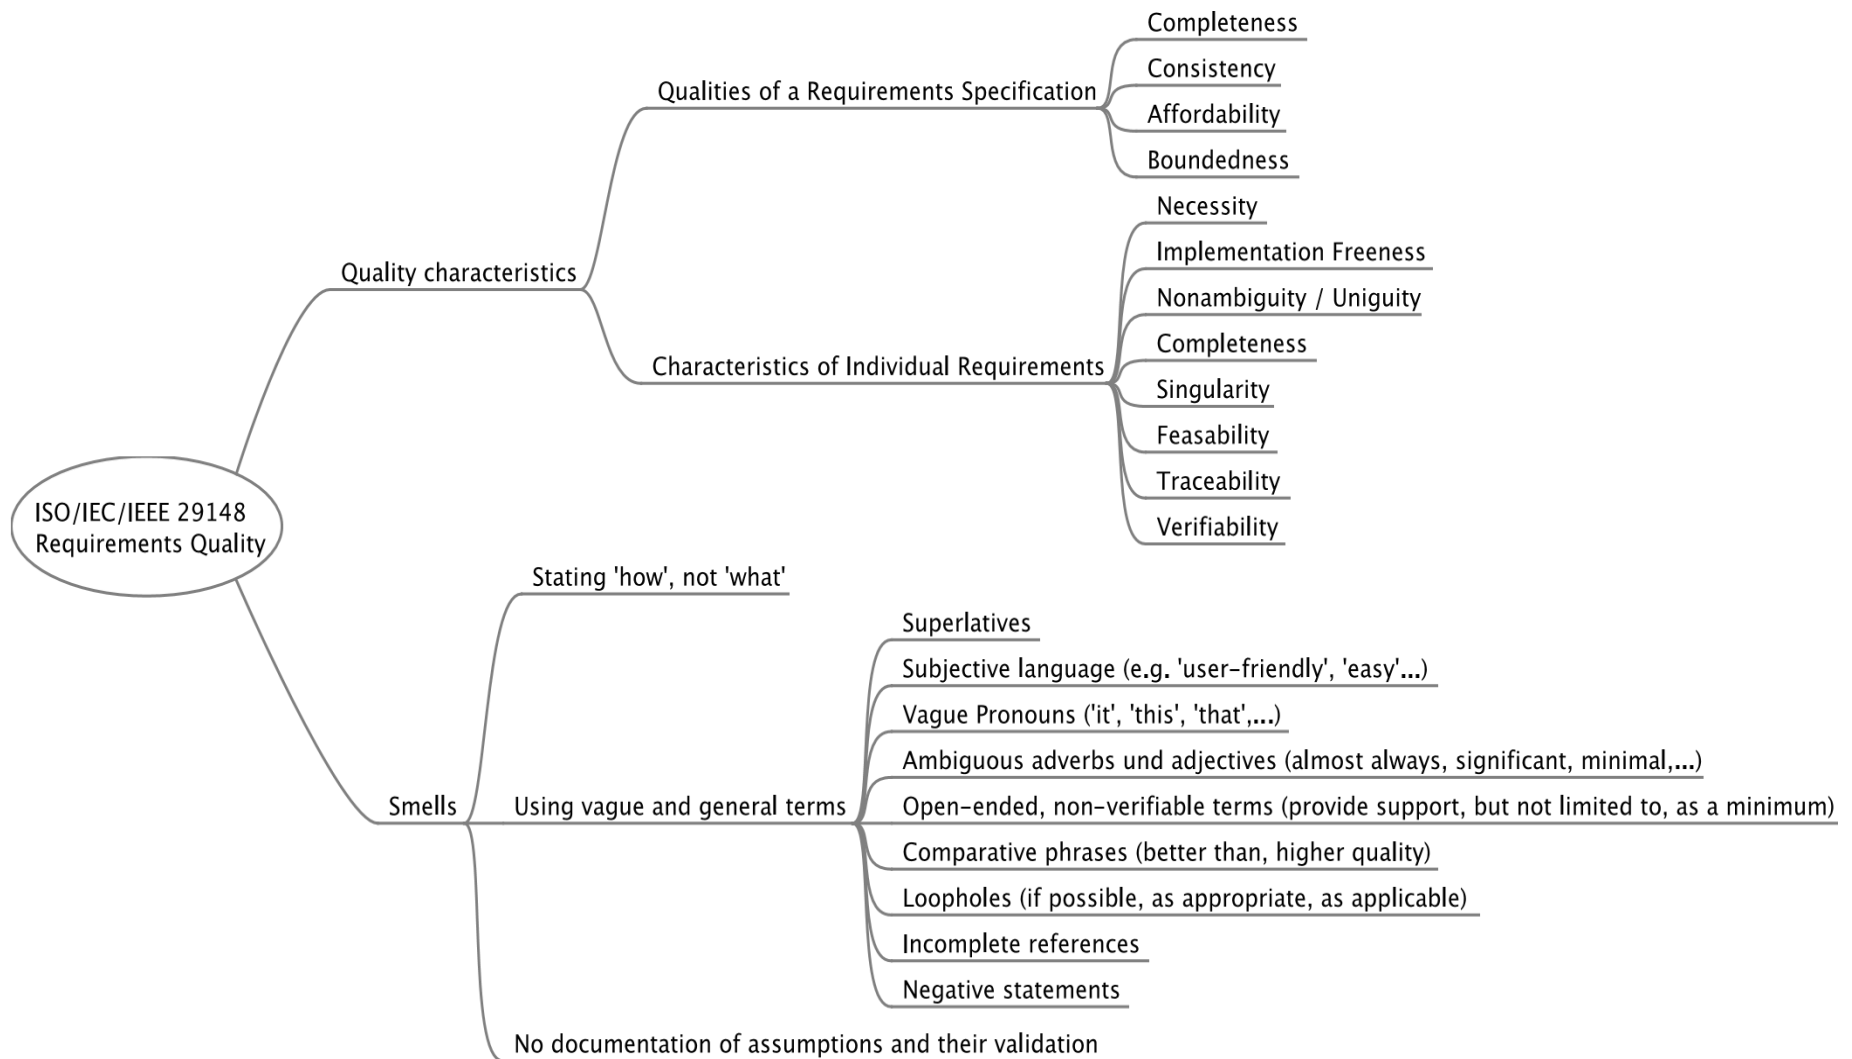 Completeness
Consistency
Qualities of a Requirements Specification
Affordability
Boundedness
Necessity
Implementation Freeness
Quality characteristics
Nonambiguity / Uniguity
Completeness
Characteristics of Individual Requirements
Singularity
Feasability
Traceability
Verifiability
ISO/IEC/IEEE 29148
Requirements Quality
Stating 'how', not 'what'
Superlatives
Subjective language (e.g. 'user-friendly', 'easy'...)
Vague Pronouns ('it', 'this', 'that',...)
Ambiguous adverbs und adjectives (almost always, significant, minimal,...)
Smells
Using vague and general terms
Open-ended, non-verifiable terms (provide support, but not limited to, as a minimum)
Comparative phrases (better than, higher quality)
Loopholes (if possible, as appropriate, as applicable)
Incomplete references
Negative statements
No documentation of assumptions and their validation